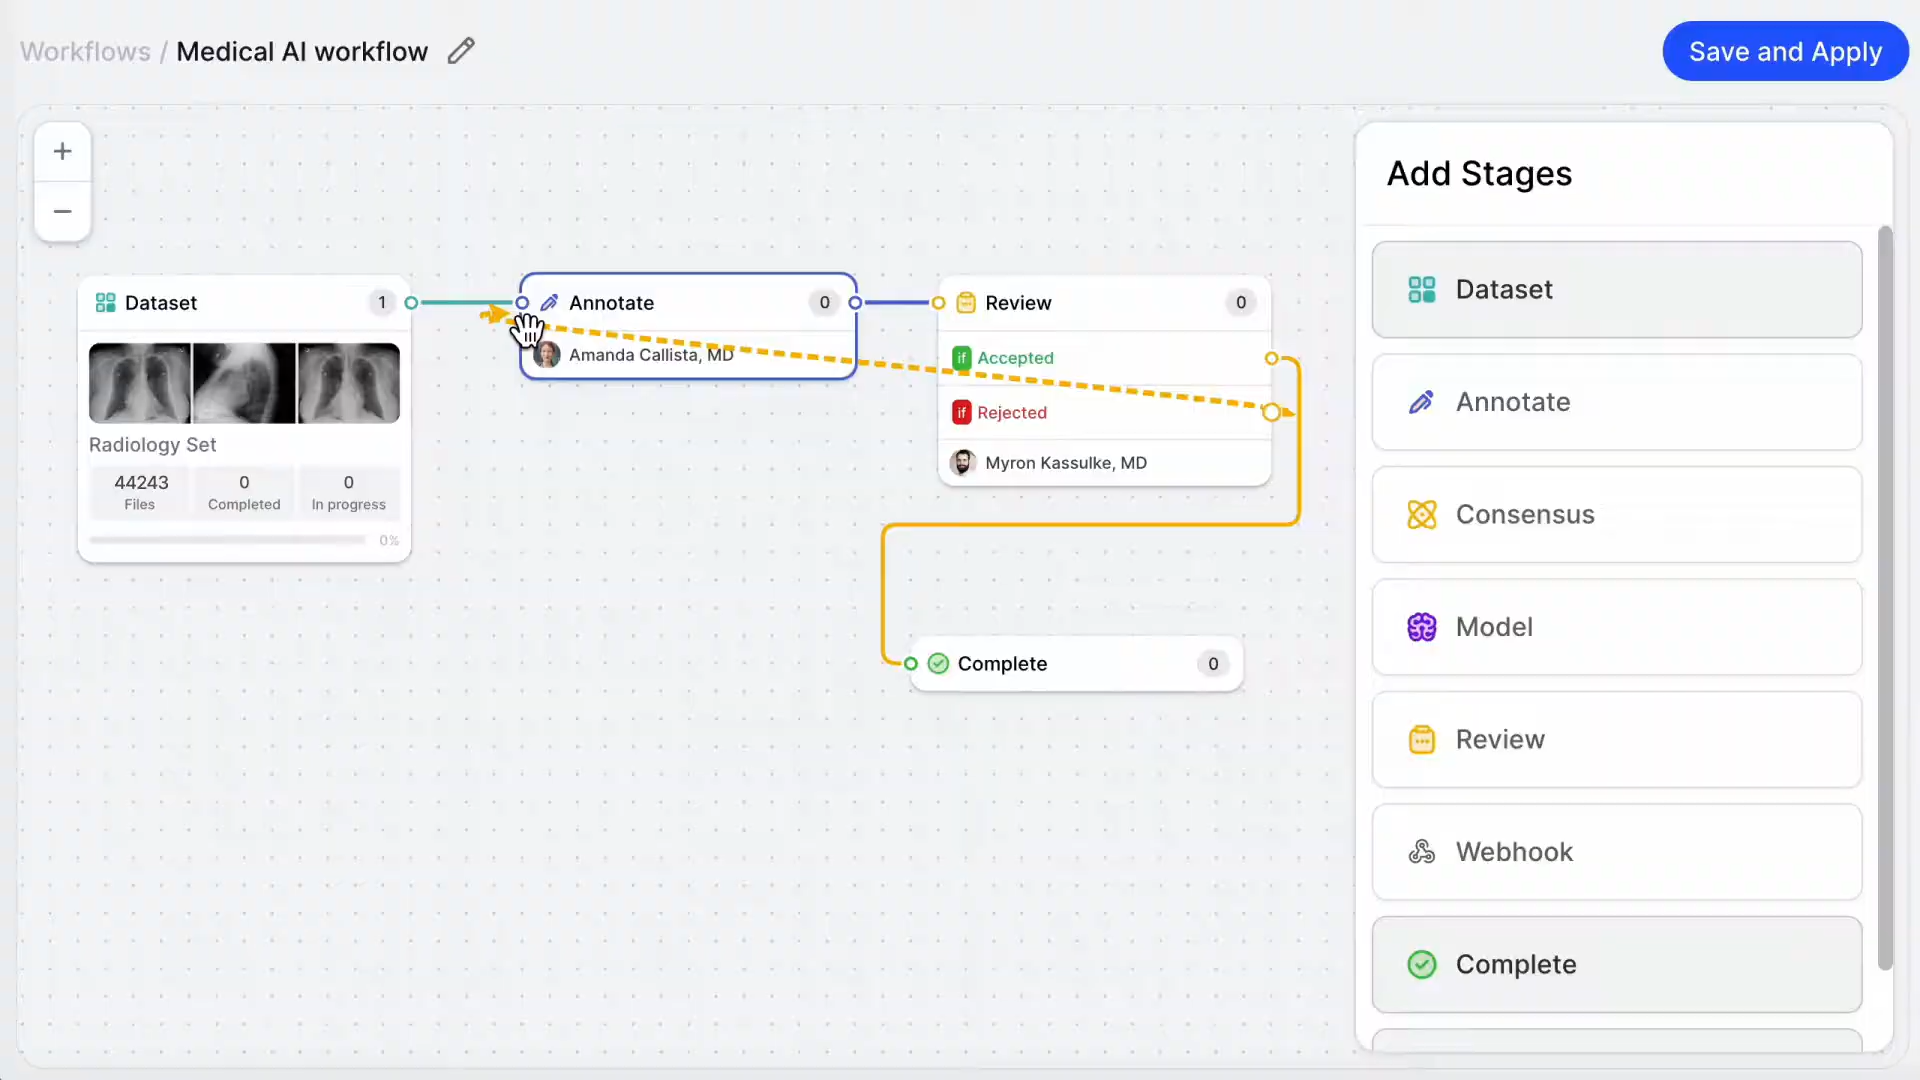 Workflows / Medical AI workflow
Save and Apply
+
−
Dataset 1
Radiology Set
44243 0 0
Files Completed In progress
0%
Annotate 0
Amanda Callista, MD
Review 0
if Accepted
if Rejected
Myron Kassulke, MD
Complete 0
Add Stages
Dataset
Annotate
Consensus
Model
Review
Webhook
Complete